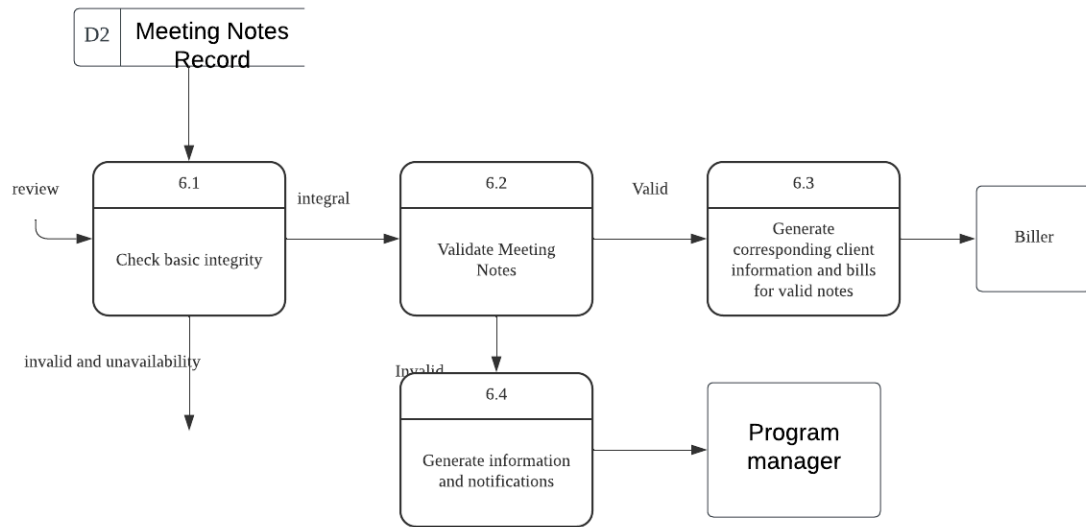 D2
Meeting Notes
Record
review
6.1
Check basic integrity
integral
6.2
Validate Meeting
Notes
Valid
6.3
Generate
corresponding client
information and bills
for valid notes
Biller
invalid and unavailability
Invalid
6.4
Generate information
and notifications
Program
manager